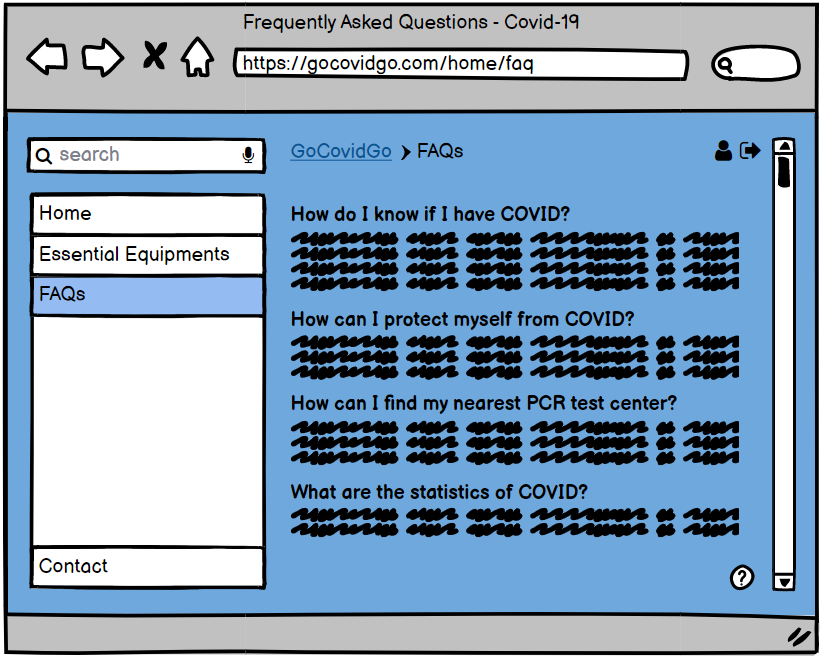 Frequently Asked Questions - Covid-19
https://gocovidgo.com/home/faq
search
GoCovidGo > FAQs
Home
Essential Equipments
FAQs
Contact
How do I know if I have COVID?
How can I protect myself from COVID?
How can I find my nearest PCR test center?
What are the statistics of COVID?
?